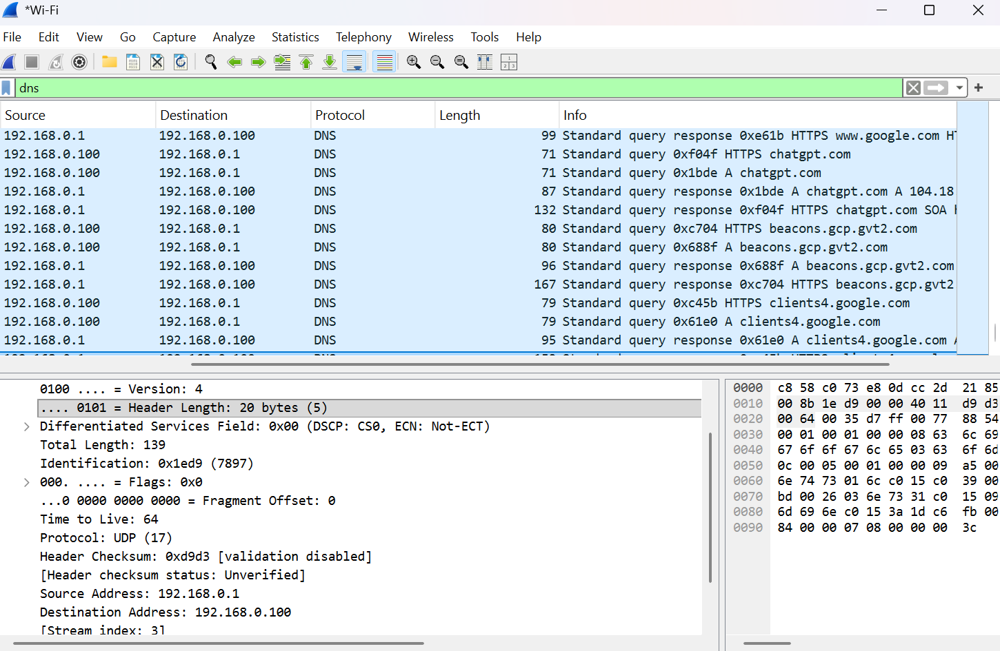 *Wi-Fi
File Edit View Go Capture Analyze Statistics Telephony Wireless Tools Help
dns
Source Destination Protocol Length Info
192.168.0.1 192.168.0.100 DNS 99 Standard query response 0xe61b HTTPS www.google.com
192.168.0.100 192.168.0.1 DNS 71 Standard query 0xf04f HTTPS chatgpt.com
192.168.0.100 192.168.0.1 DNS 71 Standard query 0x1bde A chatgpt.com
192.168.0.1 192.168.0.100 DNS 87 Standard query response 0x1bde A chatgpt.com A 104.18
192.168.0.1 192.168.0.100 DNS 132 Standard query response 0xf04f HTTPS chatgpt.com SOA
192.168.0.100 192.168.0.1 DNS 80 Standard query 0xc704 HTTPS beacons.gcp.gvt2.com
192.168.0.100 192.168.0.1 DNS 80 Standard query 0x688f A beacons.gcp.gvt2.com
192.168.0.1 192.168.0.100 DNS 96 Standard query response 0x688f A beacons.gcp.gvt2.com
192.168.0.1 192.168.0.100 DNS 167 Standard query response 0xc704 HTTPS beacons.gcp.gvt2
192.168.0.100 192.168.0.1 DNS 79 Standard query 0xc45b HTTPS clients4.google.com
192.168.0.100 192.168.0.1 DNS 79 Standard query 0x61e0 A clients4.google.com
192.168.0.1 192.168.0.100 DNS 95 Standard query response 0x61e0 A clients4.google.com
0100 .... = Version: 4
.... 0101 = Header Length: 20 bytes (5)
Differentiated Services Field: 0x00 (DSCP: CS0, ECN: Not-ECT)
Total Length: 139
Identification: 0x1ed9 (7897)
000. .... = Flags: 0x0
...0 0000 0000 0000 = Fragment Offset: 0
Time to Live: 64
Protocol: UDP (17)
Header Checksum: 0xd9d3 [validation disabled]
[Header checksum status: Unverified]
Source Address: 192.168.0.1
Destination Address: 192.168.0.100
[Stream index: 3]
0000 c8 58 c0 73 e8 0d cc 2d 21 85
0010 00 8b 1e d9 00 00 40 11 d9 d3
0020 00 64 00 35 d7 ff 00 77 88 54
0030 00 01 00 01 00 00 08 63 6c 69
0040 67 6f 6f 67 6c 65 03 63 6f 6d
0050 0c 00 05 00 01 00 00 09 a5 00
0060 6e 74 73 01 6c c0 15 c0 39 00
0070 bd 00 26 03 6e 73 31 c0 15 09
0080 6d 69 6e c0 15 3a 1d c6 fb 00
0090 84 00 00 07 08 00 00 00 3c